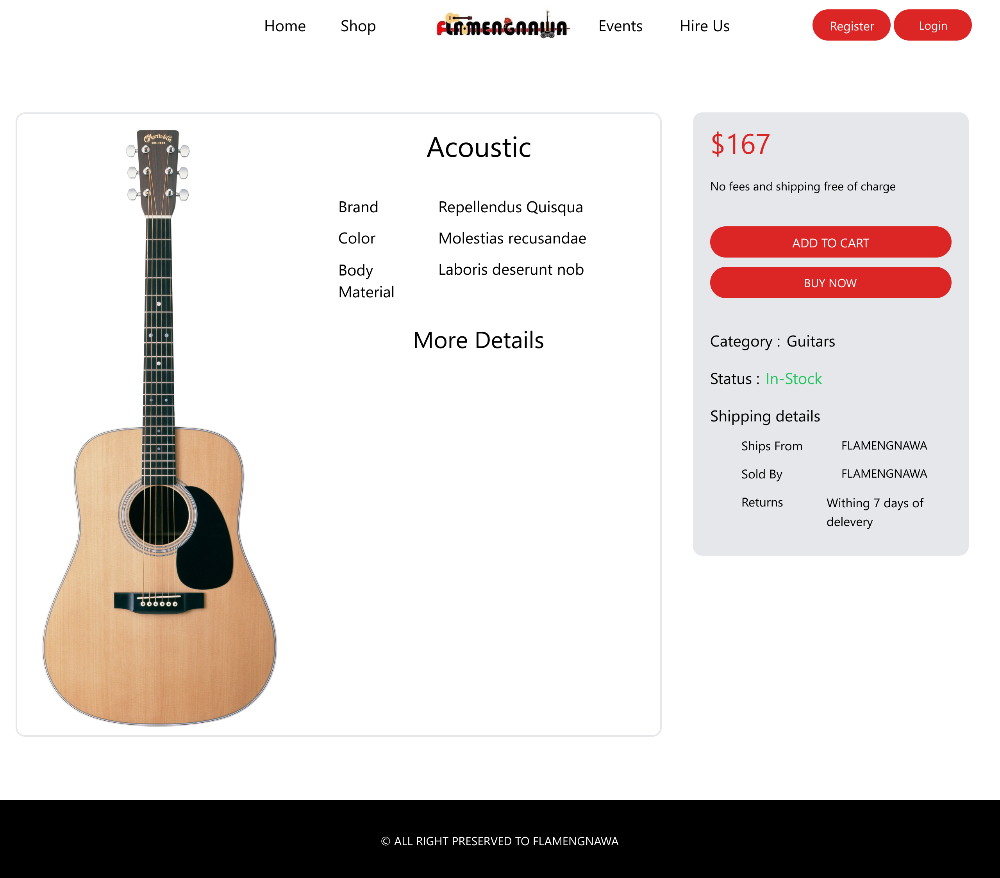 Home Shop FLAMENGNAWA Events Hire Us Register Login
C.F. Martin & Co.
EST. 1833
Acoustic
Brand Repellendus Quisqua
Color Molestias recusandae
Body Material Laboris deserunt nob
More Details
$167
No fees and shipping free of charge
ADD TO CART
BUY NOW
Category : Guitars
Status : In-Stock
Shipping details
Ships From FLAMENGNAWA
Sold By FLAMENGNAWA
Returns Withing 7 days of
delevery
© ALL RIGHT PRESERVED TO FLAMENGNAWA